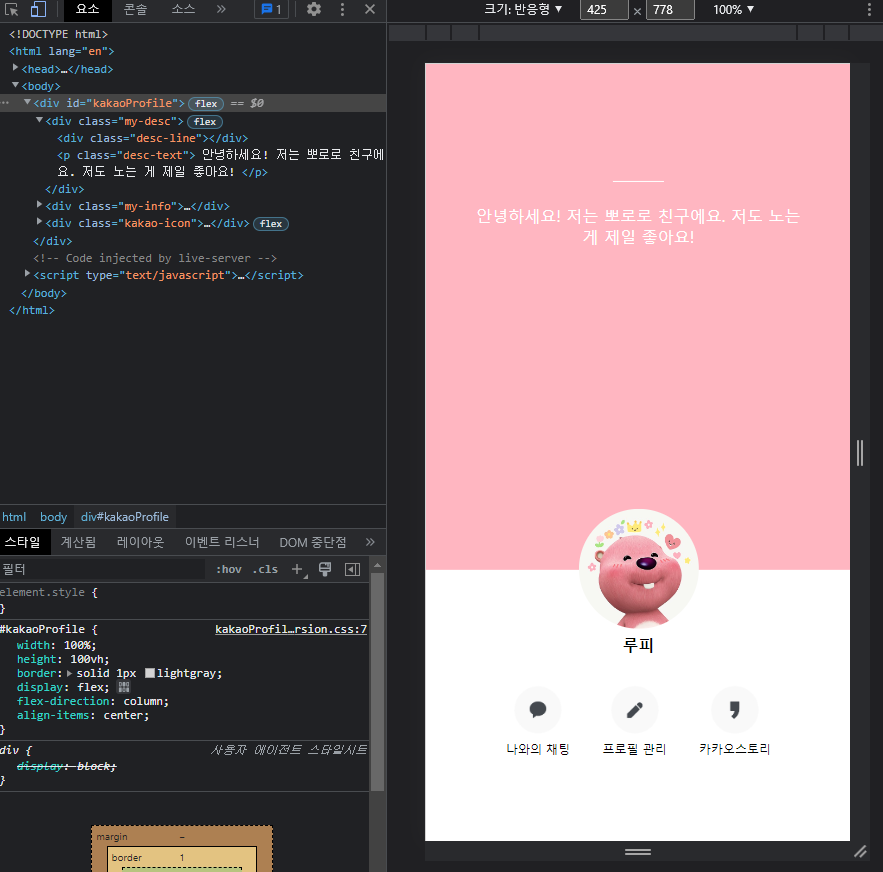 요소 콘솔 소스 » 1
<!DOCTYPE html>
<html lang="en">
<head>…</head>
<body>
<div id="kakaoProfile"> flex == $0
<div class="my-desc"> flex
<div class="desc-line"></div>
<p class="desc-text"> 안녕하세요! 저는 뽀로로 친구에
요. 저도 노는 게 제일 좋아요! </p>
</div>
<div class="my-info">…</div>
<div class="kakao-icon">…</div> flex
</div>
<!-- Code injected by live-server -->
<script type="text/javascript">…</script>
</body>
</html>
html body div#kakaoProfile
스타일 계산됨 레이아웃 이벤트 리스너 DOM 중단점 »
필터 :hov .cls +
element.style {
}
#kakaoProfile { kakaoProfil…rsion.css:7
width: 100%;
height: 100vh;
border: solid 1px lightgray;
display: flex;
flex-direction: column;
align-items: center;
}
div { 사용자 에이전트 스타일시트
display: block;
}
margin –
border 1
크기: 반응형 ▼ 425 × 778 100% ▼
안녕하세요! 저는 뽀로로 친구에요. 저도 노는
게 제일 좋아요!
루피
나와의 채팅 프로필 관리 카카오스토리